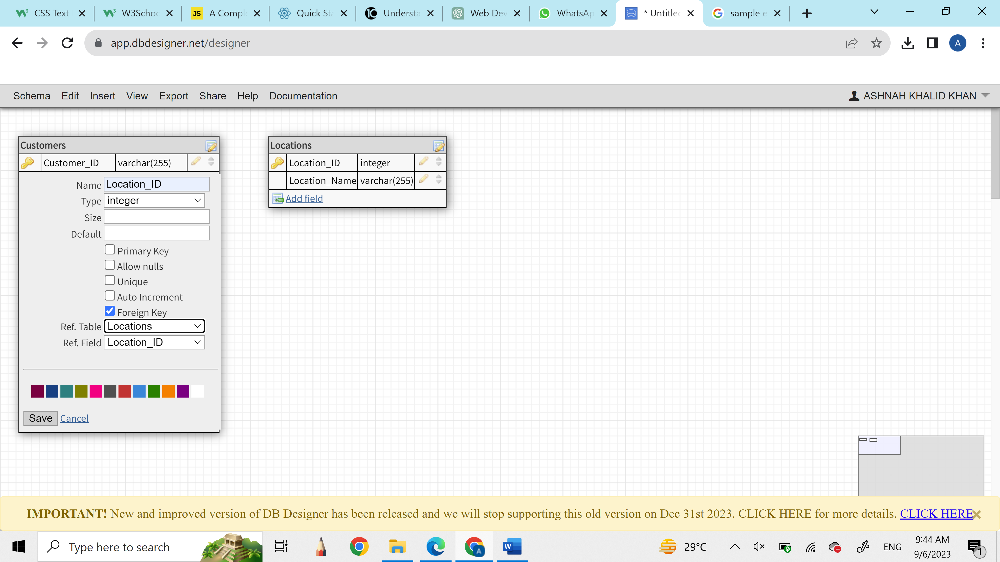 CSS Text
W3Schoo
JS
A Comple
Quick Sta
Understa
Web Dev
WhatsAp
* Untitled
sample e
app.dbdesigner.net/designer
A
Schema Edit Insert View Export Share Help Documentation
ASHNAH KHALID KHAN
Customers
Customer_ID varchar(255)
Name Location_ID
Type integer
Size
Default
Primary Key
Allow nulls
Unique
Auto Increment
Foreign Key
Ref. Table Locations
Ref. Field Location_ID
Save Cancel
Locations
Location_ID integer
Location_Name varchar(255)
Add field
IMPORTANT! New and improved version of DB Designer has been released and we will stop supporting this old version on Dec 31st 2023. CLICK HERE for more details. CLICK HERE
Type here to search
A
W
29°C
ENG
9:44 AM
9/6/2023
1